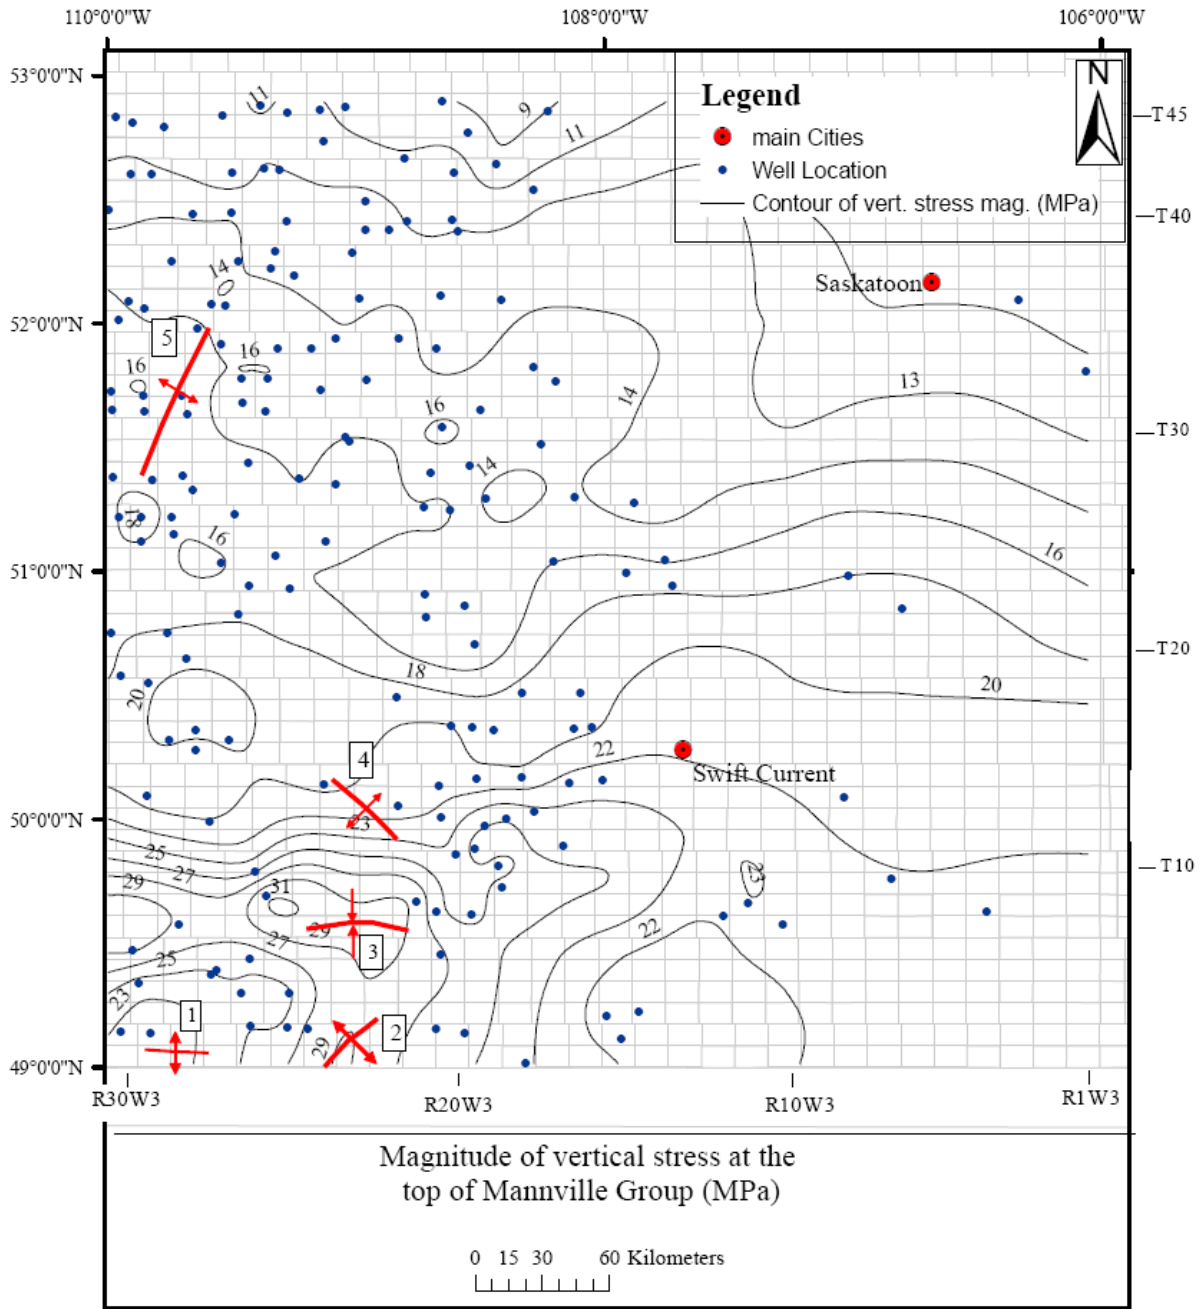 110°0'0"W 108°0'0"W 106°0'0"W
53°0'0"N
N
Legend
main Cities
Well Location
Contour of vert. stress mag. (MPa)
T45
11
9
11
T40
14
Saskatoon
52°0'0"N
5
16
16
13
14
16
T30
14
18
16
16
51°0'0"N
T20
18
20
20
22
4
Swift Current
50°0'0"N
23
25
27
T10
29
31
23
29
22
27
3
25
23
1
2
29
49°0'0"N
R30W3 R20W3 R10W3 R1W3
Magnitude of vertical stress at the
top of Mannville Group (MPa)
0 15 30 60 Kilometers